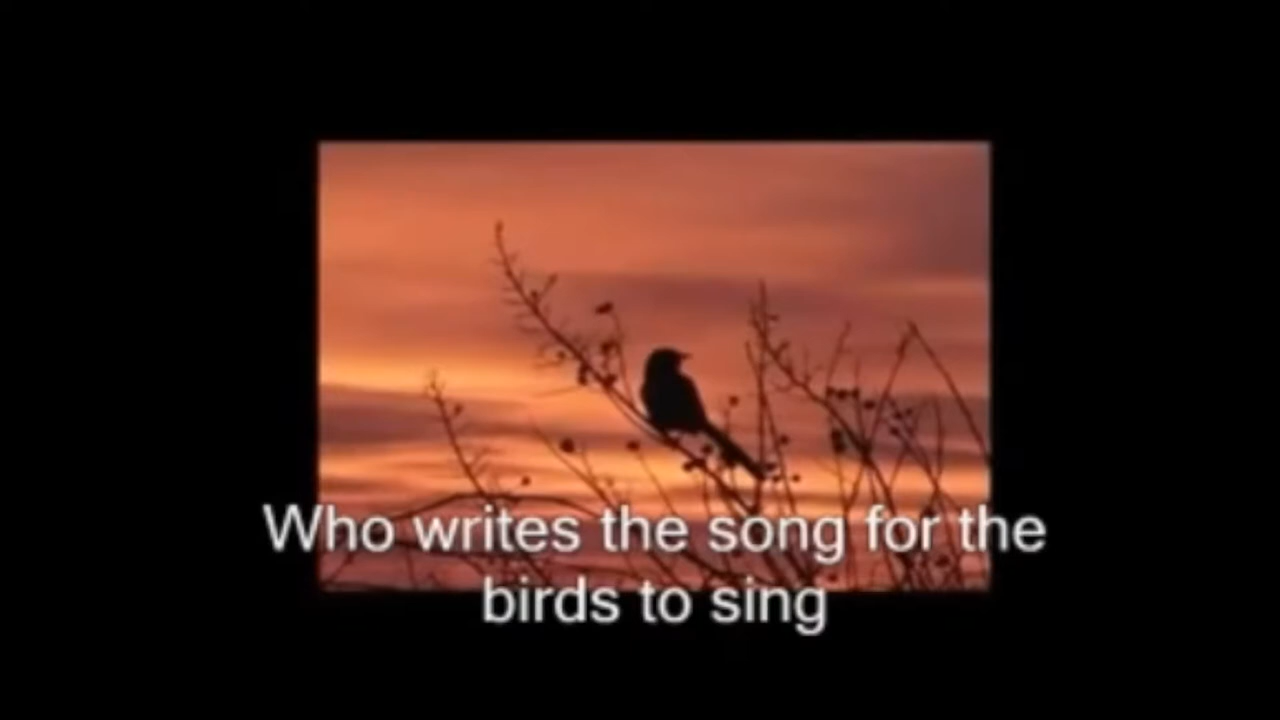 Who writes the song for the
birds to sing